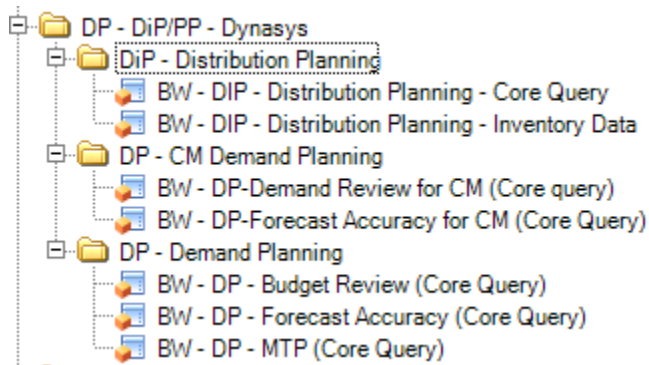 DP - DiP/PP - Dynasys
DiP - Distribution Planning
BW - DIP - Distribution Planning - Core Query
BW - DIP - Distribution Planning - Inventory Data
DP - CM Demand Planning
BW - DP-Demand Review for CM (Core query)
BW - DP-Forecast Accuracy for CM (Core Query)
DP - Demand Planning
BW - DP - Budget Review (Core Query)
BW - DP - Forecast Accuracy (Core Query)
BW - DP - MTP (Core Query)